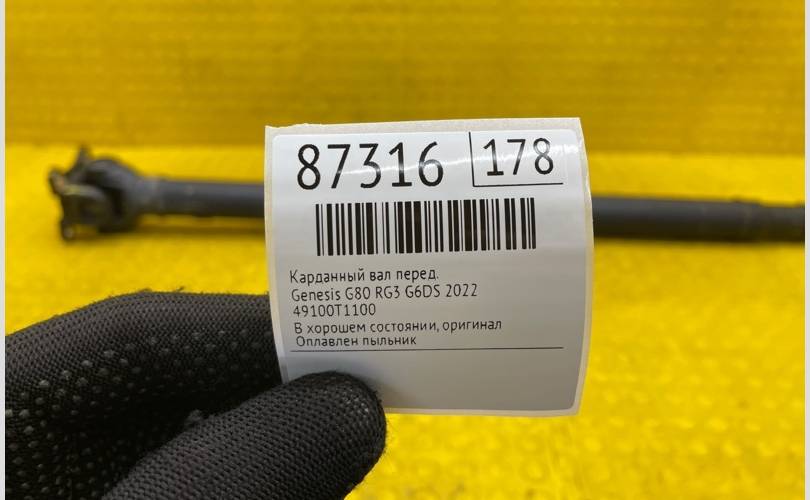 87316 178
Карданный вал перед.
Genesis G80 RG3 G6DS 2022
49100T1100
В хорошем состоянии, оригинал
Оплавлен пыльник